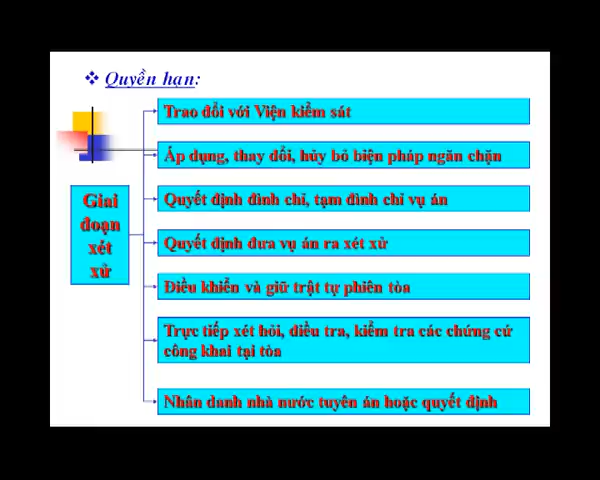 ❖ Quyền hạn:
Trao đổi với Viện kiểm sát
Áp dụng, thay đổi, hủy bỏ biện pháp ngăn chặn
Giai
đoạn
xét
xử
Quyết định đình chỉ, tạm đình chỉ vụ án
Quyết định đưa vụ án ra xét xử
Điều khiển và giữ trật tự phiên tòa
Trực tiếp xét hỏi, điều tra, kiểm tra các chứng cứ
công khai tại tòa
Nhân danh nhà nước tuyên án hoặc quyết định